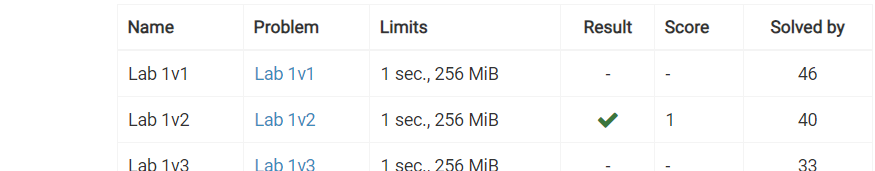 Name Problem Limits Result Score Solved by
Lab 1v1 Lab 1v1 1 sec., 256 MiB - - 46
Lab 1v2 Lab 1v2 1 sec., 256 MiB ✔ 1 40
Lab 1v3 Lab 1v3 1 sec., 256 MiB - - 33